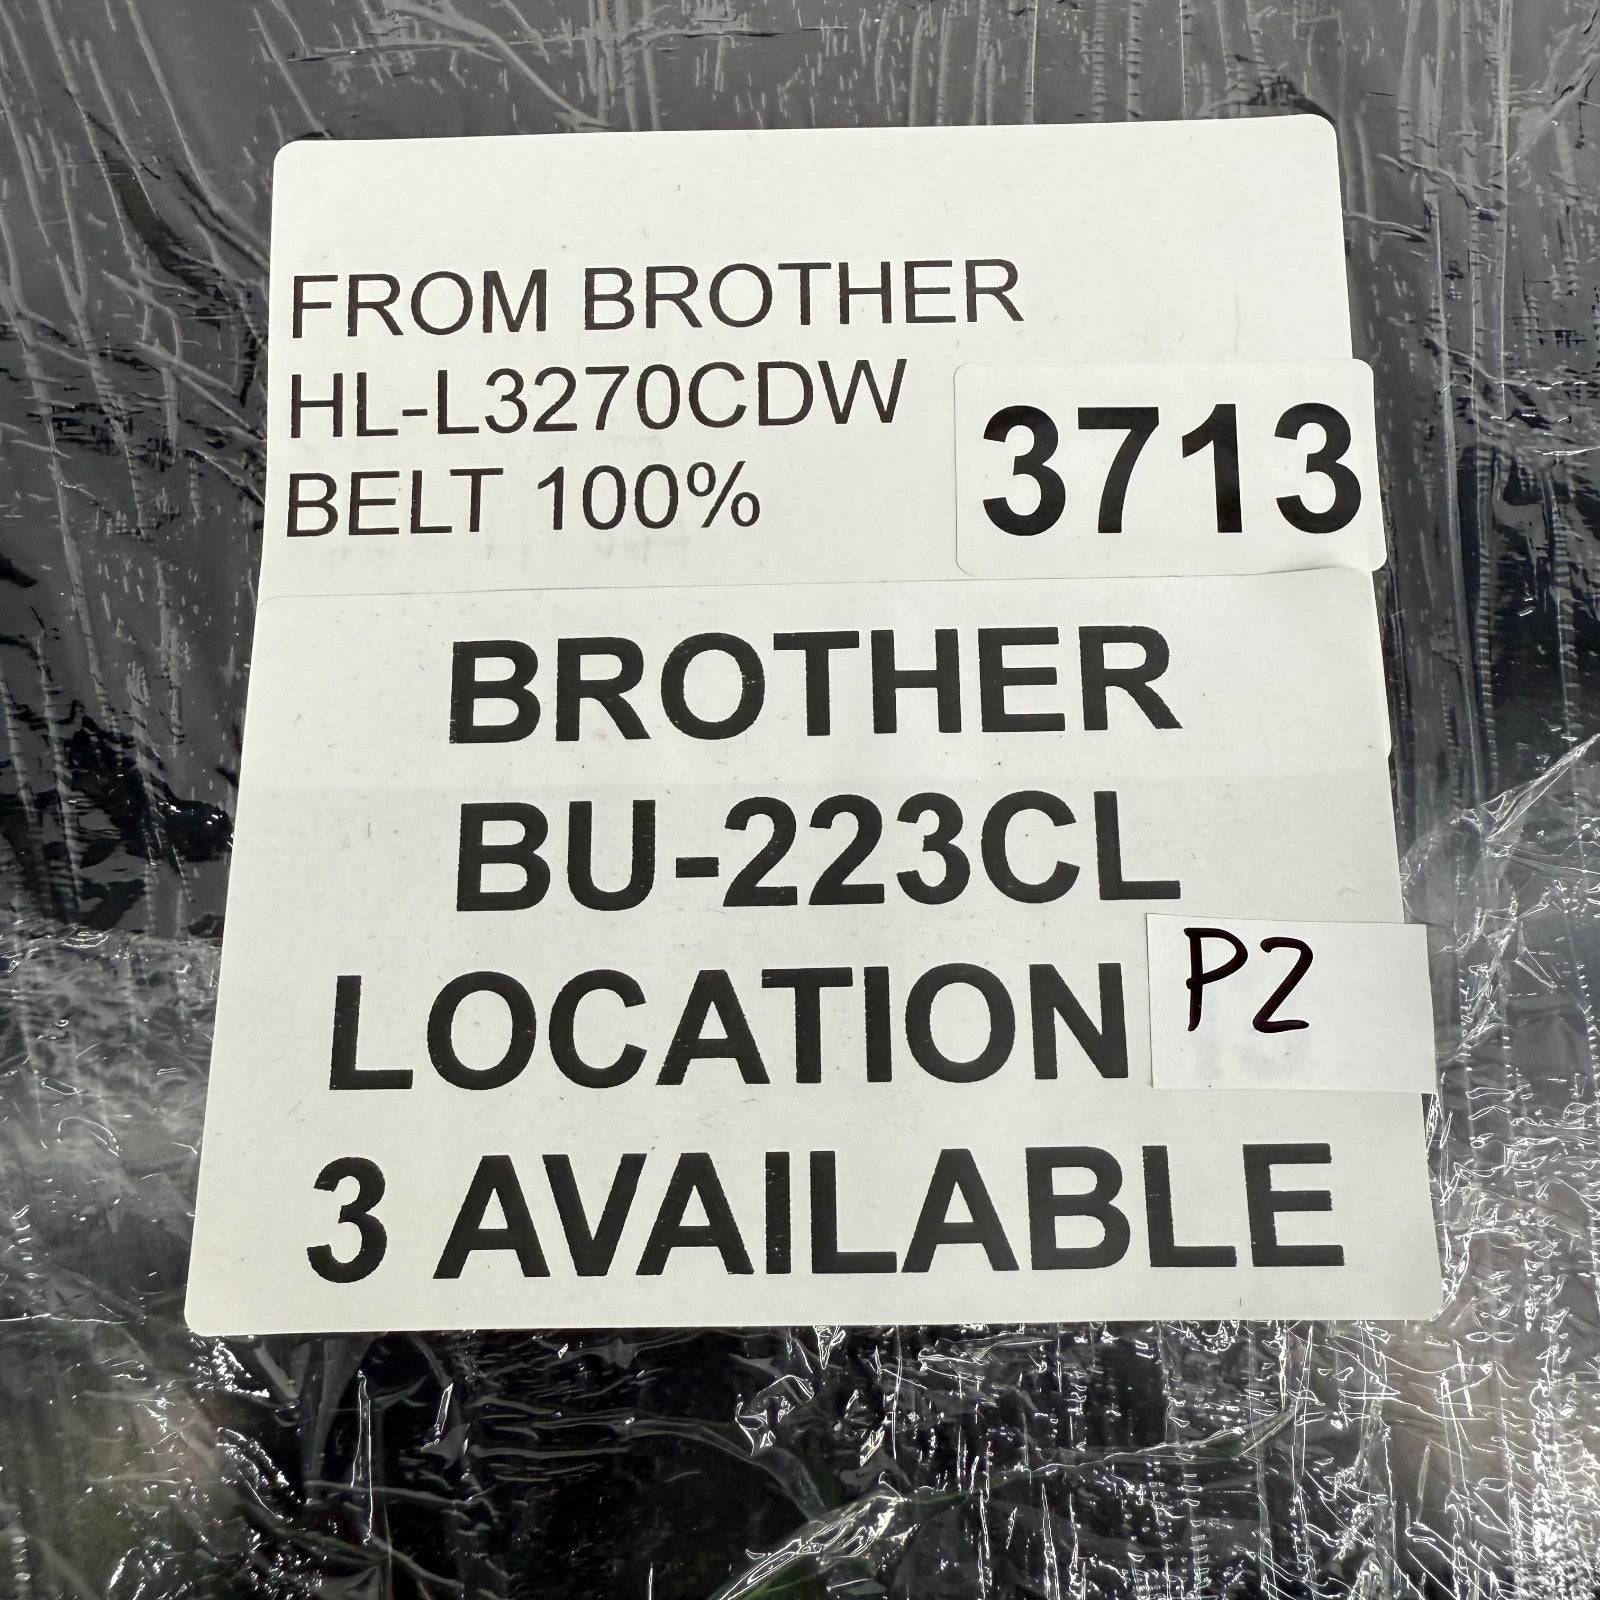 FROM BROTHER
HL-L3270CDW
BELT 100%
3713
BROTHER
BU-223CL
LOCATION P2
3 AVAILABLE